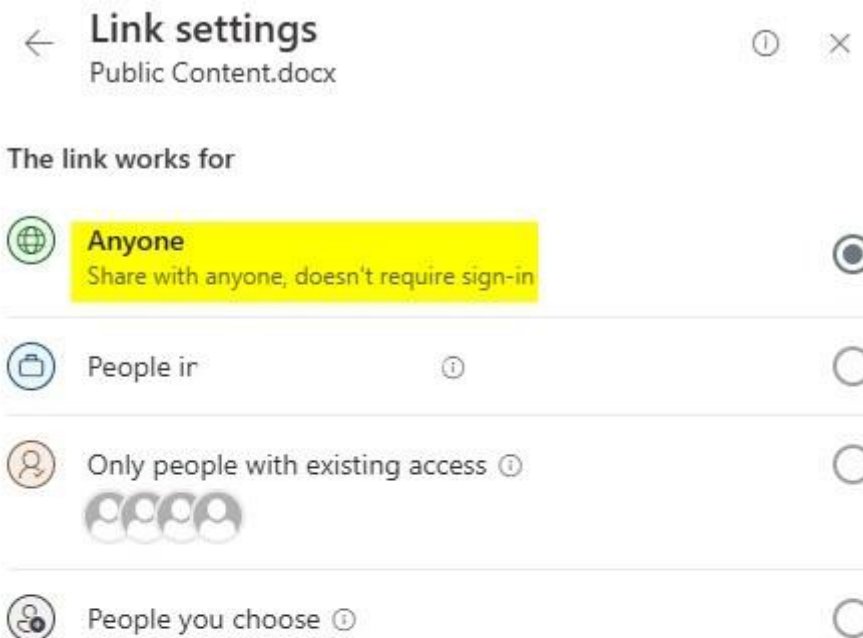 Link settings
Public Content.docx
The link works for
Anyone
Share with anyone, doesn't require sign-in
People
Only people with existing access
People you choose